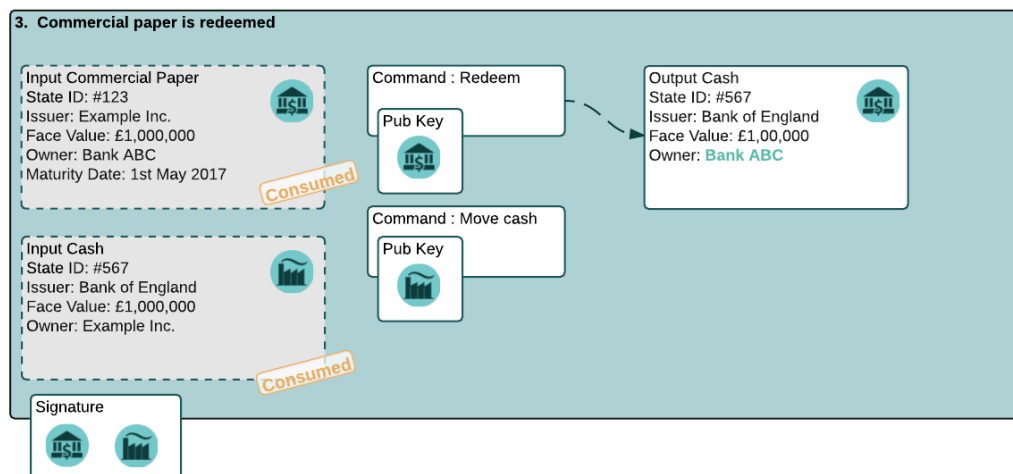 3. Commercial paper is redeemed
Input Commercial Paper
State ID: #123
Issuer: Example Inc.
Face Value: £1,000,000
Owner: Bank ABC
Maturity Date: 1st May 2017
Consumed
Command : Redeem
Pub Key
Output Cash
State ID: #567
Issuer: Bank of England
Face Value: £1,00,000
Owner: Bank ABC
Command : Move cash
Pub Key
Input Cash
State ID: #567
Issuer: Bank of England
Face Value: £1,000,000
Owner: Example Inc.
Consumed
Signature